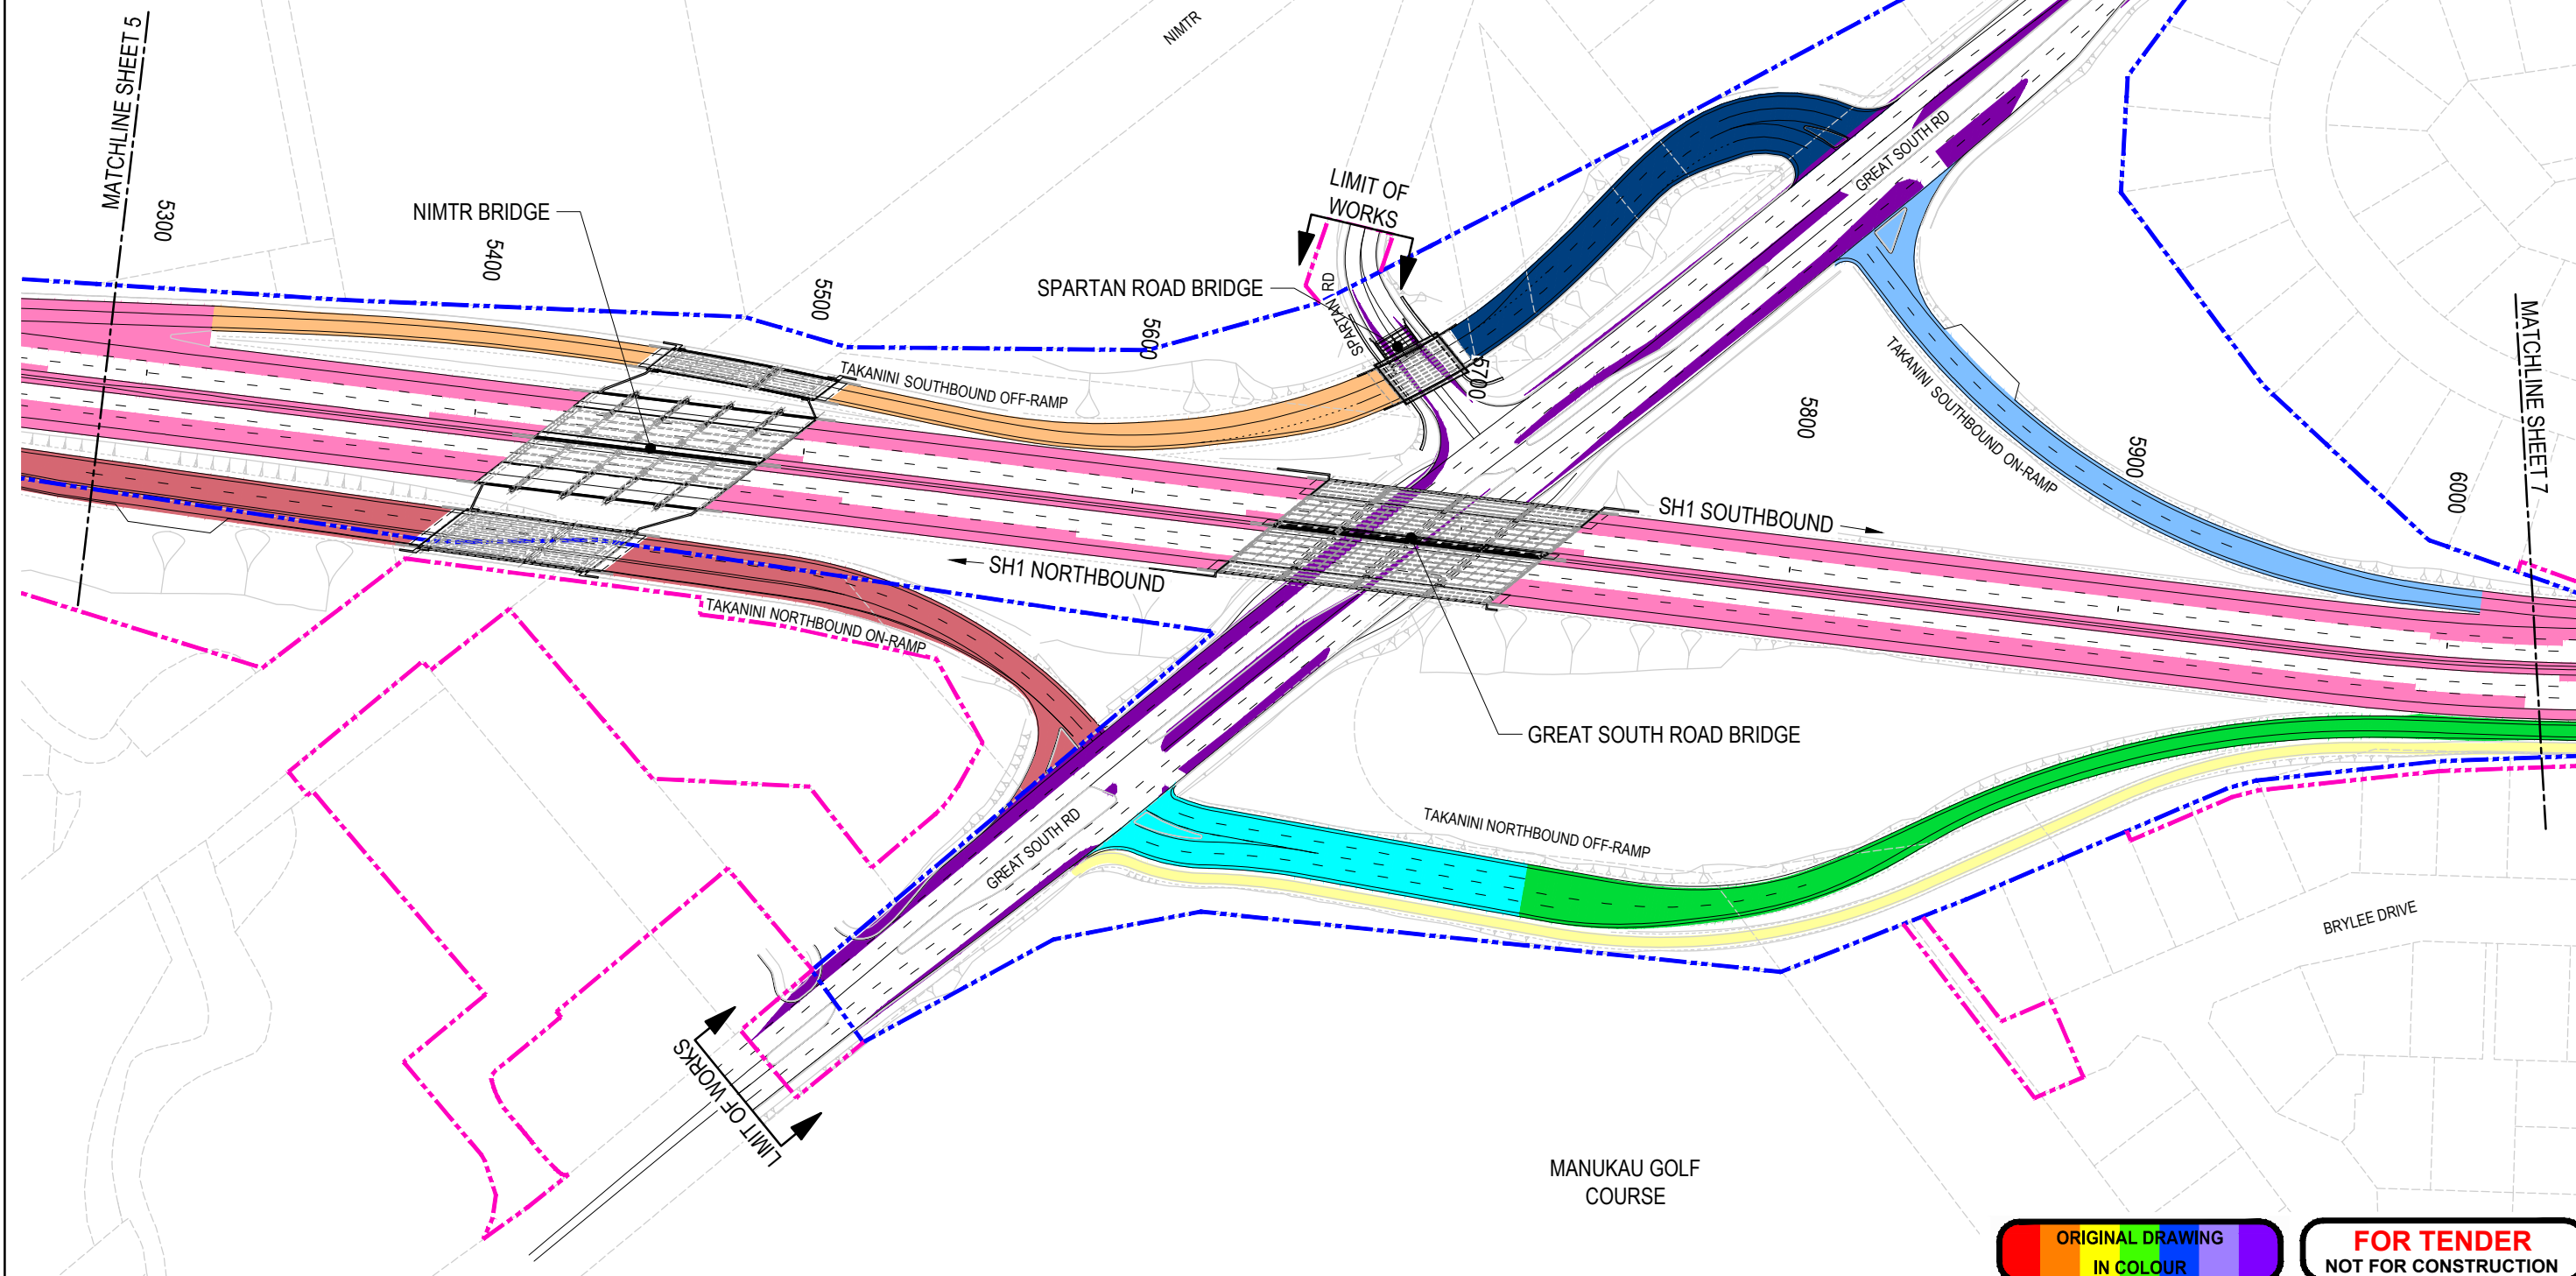 MATCHLINE SHEET 5
NIMTR
5300
5400
5500
5600
5700
5800
5900
6000
NIMTR BRIDGE
LIMIT OF
WORKS
SPARTAN ROAD BRIDGE
SPARTAN RD
GREAT SOUTH RD
TAKANINI SOUTHBOUND OFF-RAMP
TAKANINI SOUTHBOUND ON-RAMP
MATCHLINE SHEET 7
SH1 SOUTHBOUND
SH1 NORTHBOUND
TAKANINI NORTHBOUND ON-RAMP
GREAT SOUTH ROAD BRIDGE
GREAT SOUTH RD
TAKANINI NORTHBOUND OFF-RAMP
BRYLEE DRIVE
LIMIT OF WORKS
MANUKAU GOLF
COURSE
ORIGINAL DRAWING
IN COLOUR
FOR TENDER
NOT FOR CONSTRUCTION